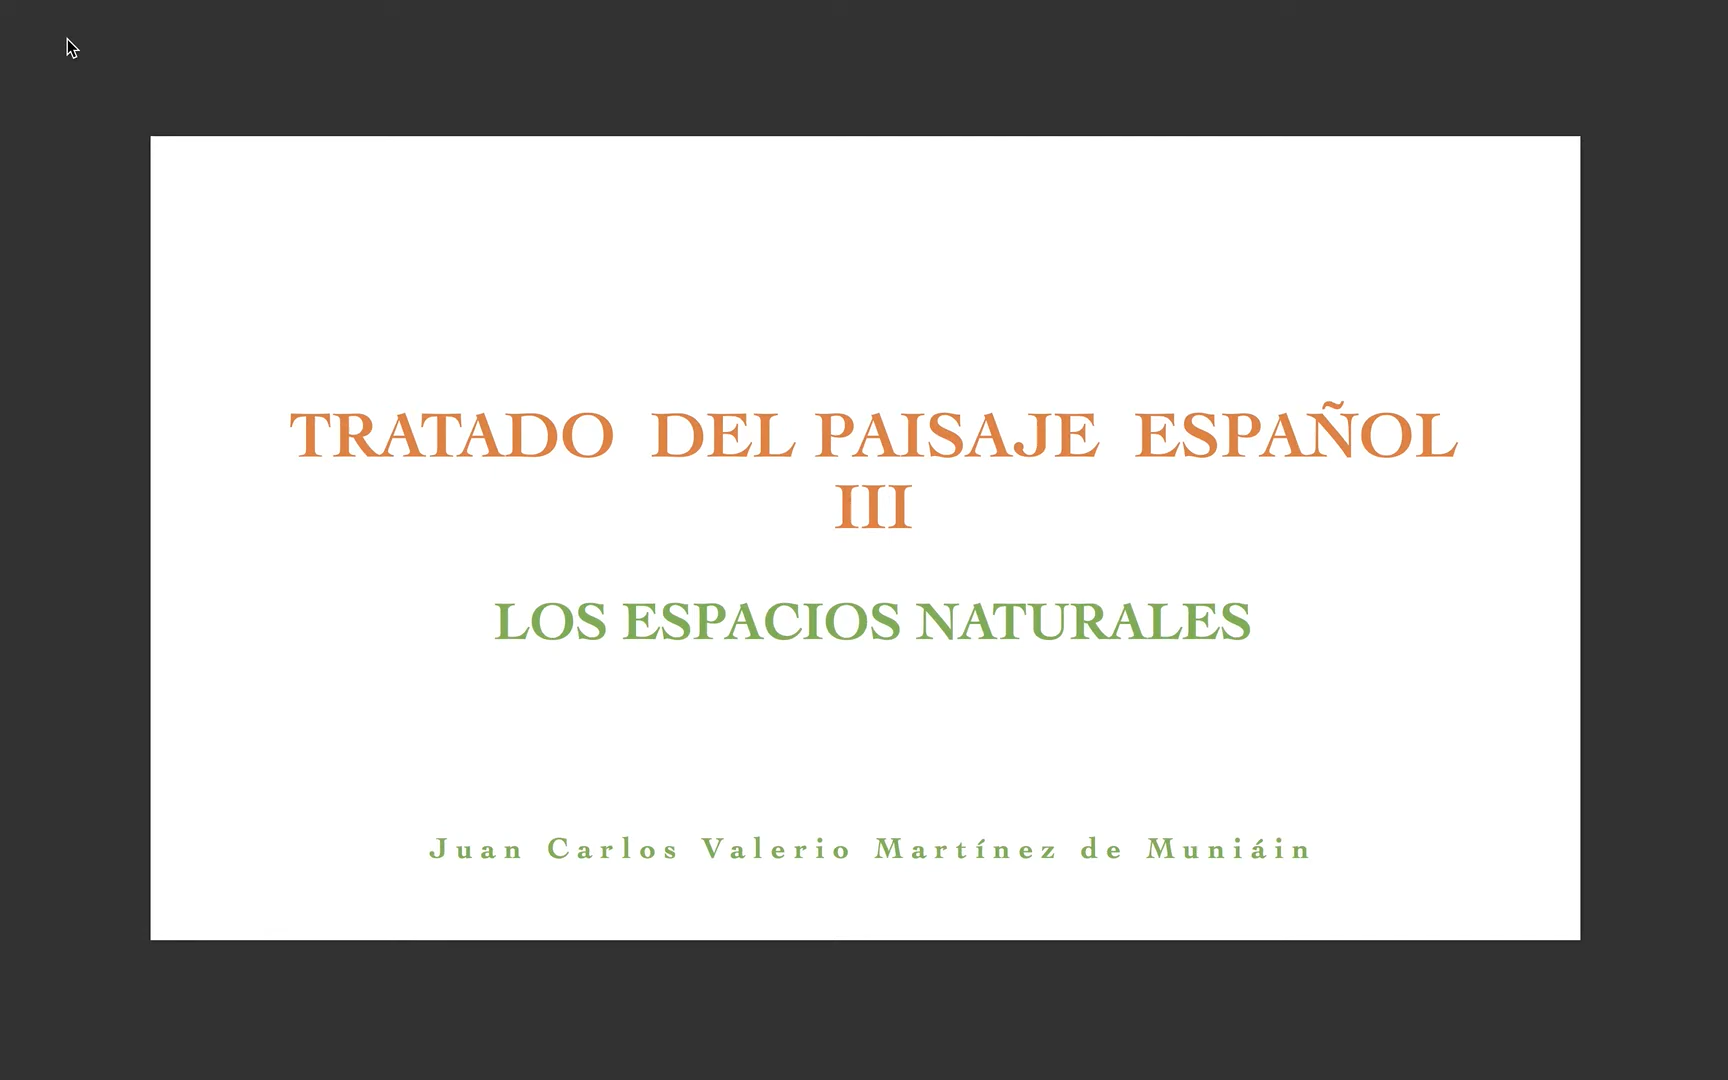 TRATADO DEL PAISAJE ESPAÑOL
III
LOS ESPACIOS NATURALES
Juan Carlos Valerio Martínez de Muniáin